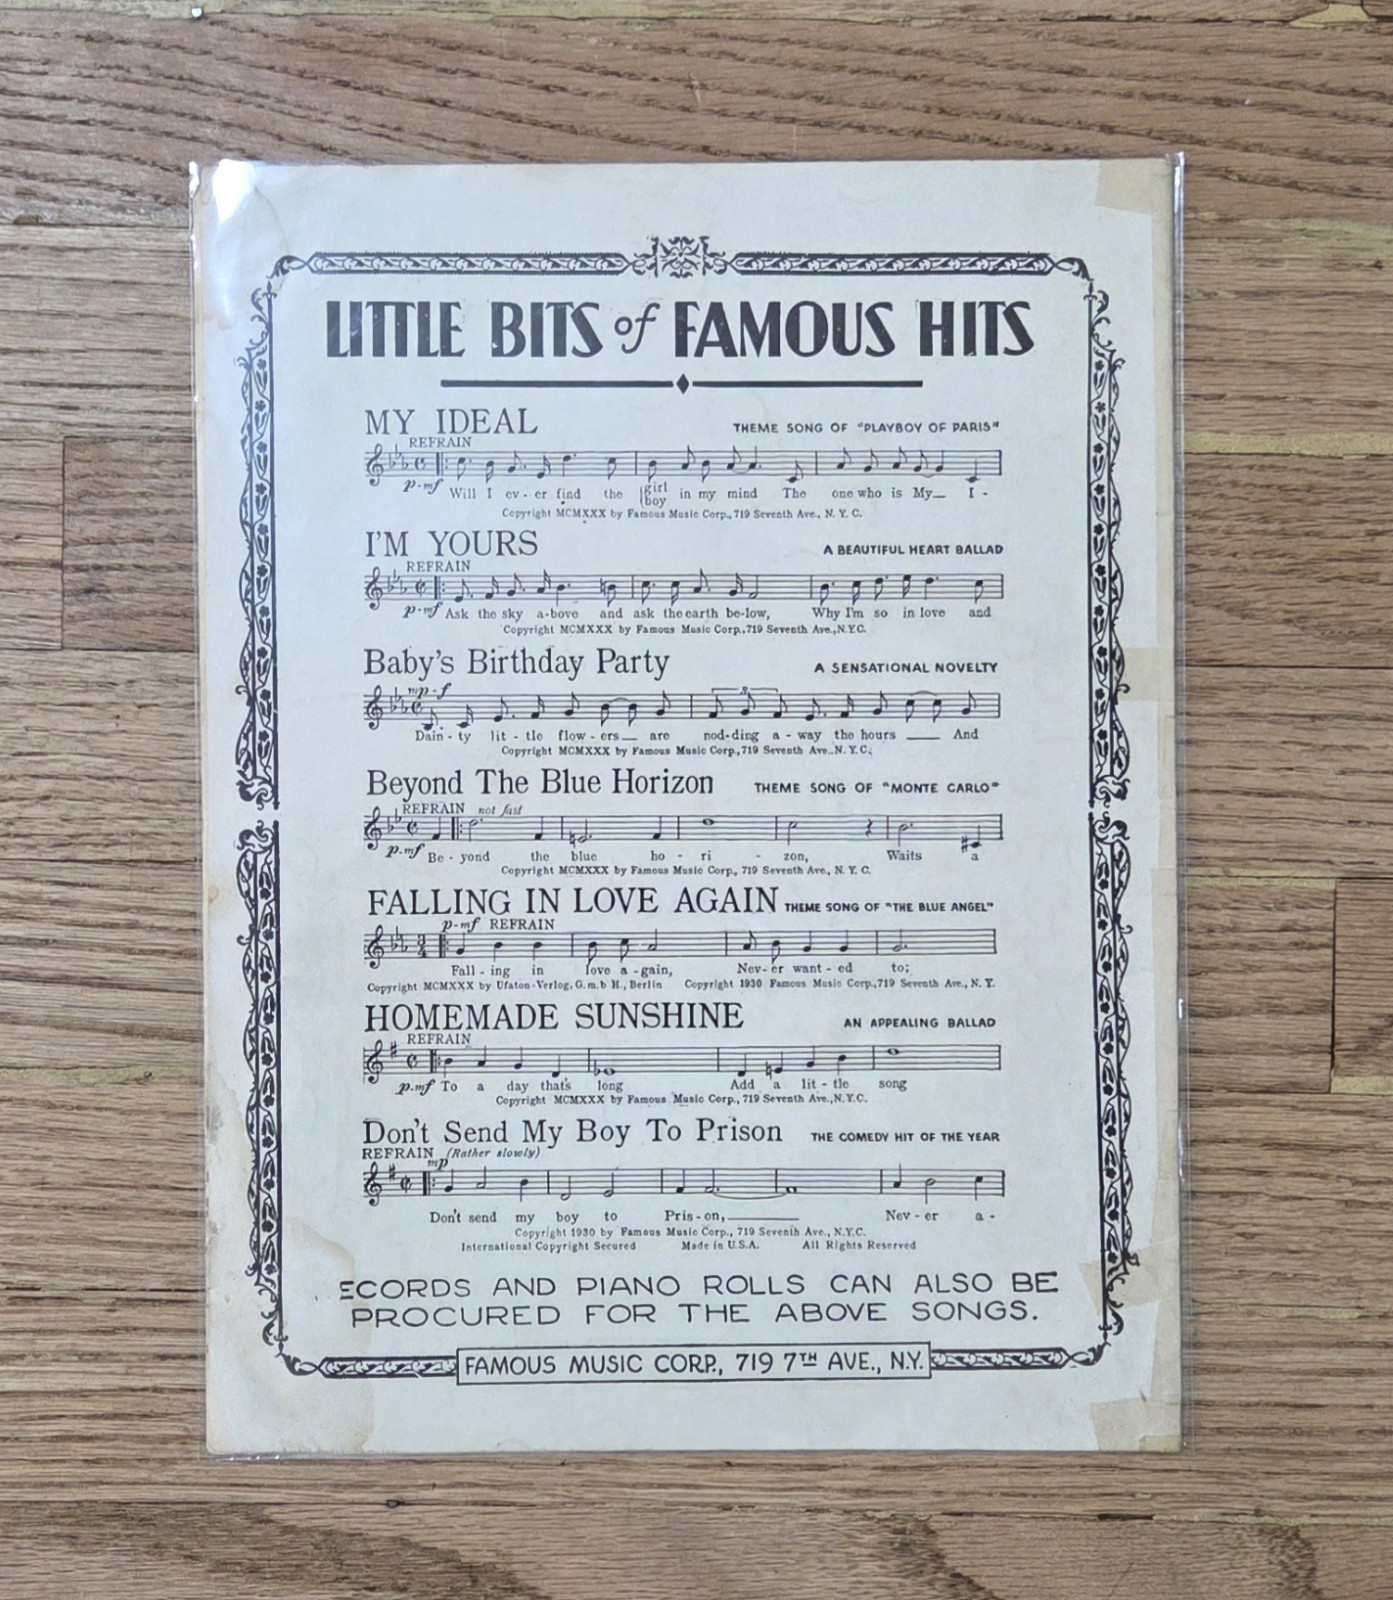 LITTLE BITS of FAMOUS HITS
MY IDEAL THEME SONG OF "PLAYBOY OF PARIS"
REFRAIN
p-mf Will I ev-er find the girl in my mind The one who is My I-
boy
Copyright MCMXXX by Famous Music Corp., 719 Seventh Ave., N. Y. C.
I'M YOURS A BEAUTIFUL HEART BALLAD
REFRAIN
p-mf Ask the sky a-bove and ask the earth be-low, Why I'm so in love and
Copyright MCMXXX by Famous Music Corp., 719 Seventh Ave., N.Y.C.
Baby's Birthday Party A SENSATIONAL NOVELTY
mp-f
3
Dain-ty lit-tle flow-ers are nod-ding a-way the hours And
Copyright MCMXXX by Famous Music Corp., 719 Seventh Ave., N.Y.C.
Beyond The Blue Horizon THEME SONG OF "MONTE CARLO"
REFRAIN not fast
p-mf Be-yond the blue ho-ri-zon, Waits a
Copyright MCMXXX by Famous Music Corp., 719 Seventh Ave., N. Y. C.
FALLING IN LOVE AGAIN THEME SONG OF "THE BLUE ANGEL"
p-mf REFRAIN
3
4
Fall-ing in love a-gain, Nev-er want-ed to;
Copyright MCMXXX by Ufaton-Verlog, G.m.b H., Berlin Copyright 1930 Famous Music Corp., 719 Seventh Ave., N. Y.
HOMEMADE SUNSHINE AN APPEALING BALLAD
REFRAIN
p-mf To a day that's long Add a lit-tle song
Copyright MCMXXX by Famous Music Corp., 719 Seventh Ave., N.Y.C.
Don't Send My Boy To Prison THE COMEDY HIT OF THE YEAR
REFRAIN (Rather slowly)
mp
Don't send my boy to Pris-on, Nev-er a-
Copyright 1930 by Famous Music Corp., 719 Seventh Ave., N.Y.C.
International Copyright Secured Made in U.S.A. All Rights Reserved
ECORDS AND PIANO ROLLS CAN ALSO BE
PROCURED FOR THE ABOVE SONGS.
FAMOUS MUSIC CORP., 719 7TH AVE., N.Y.